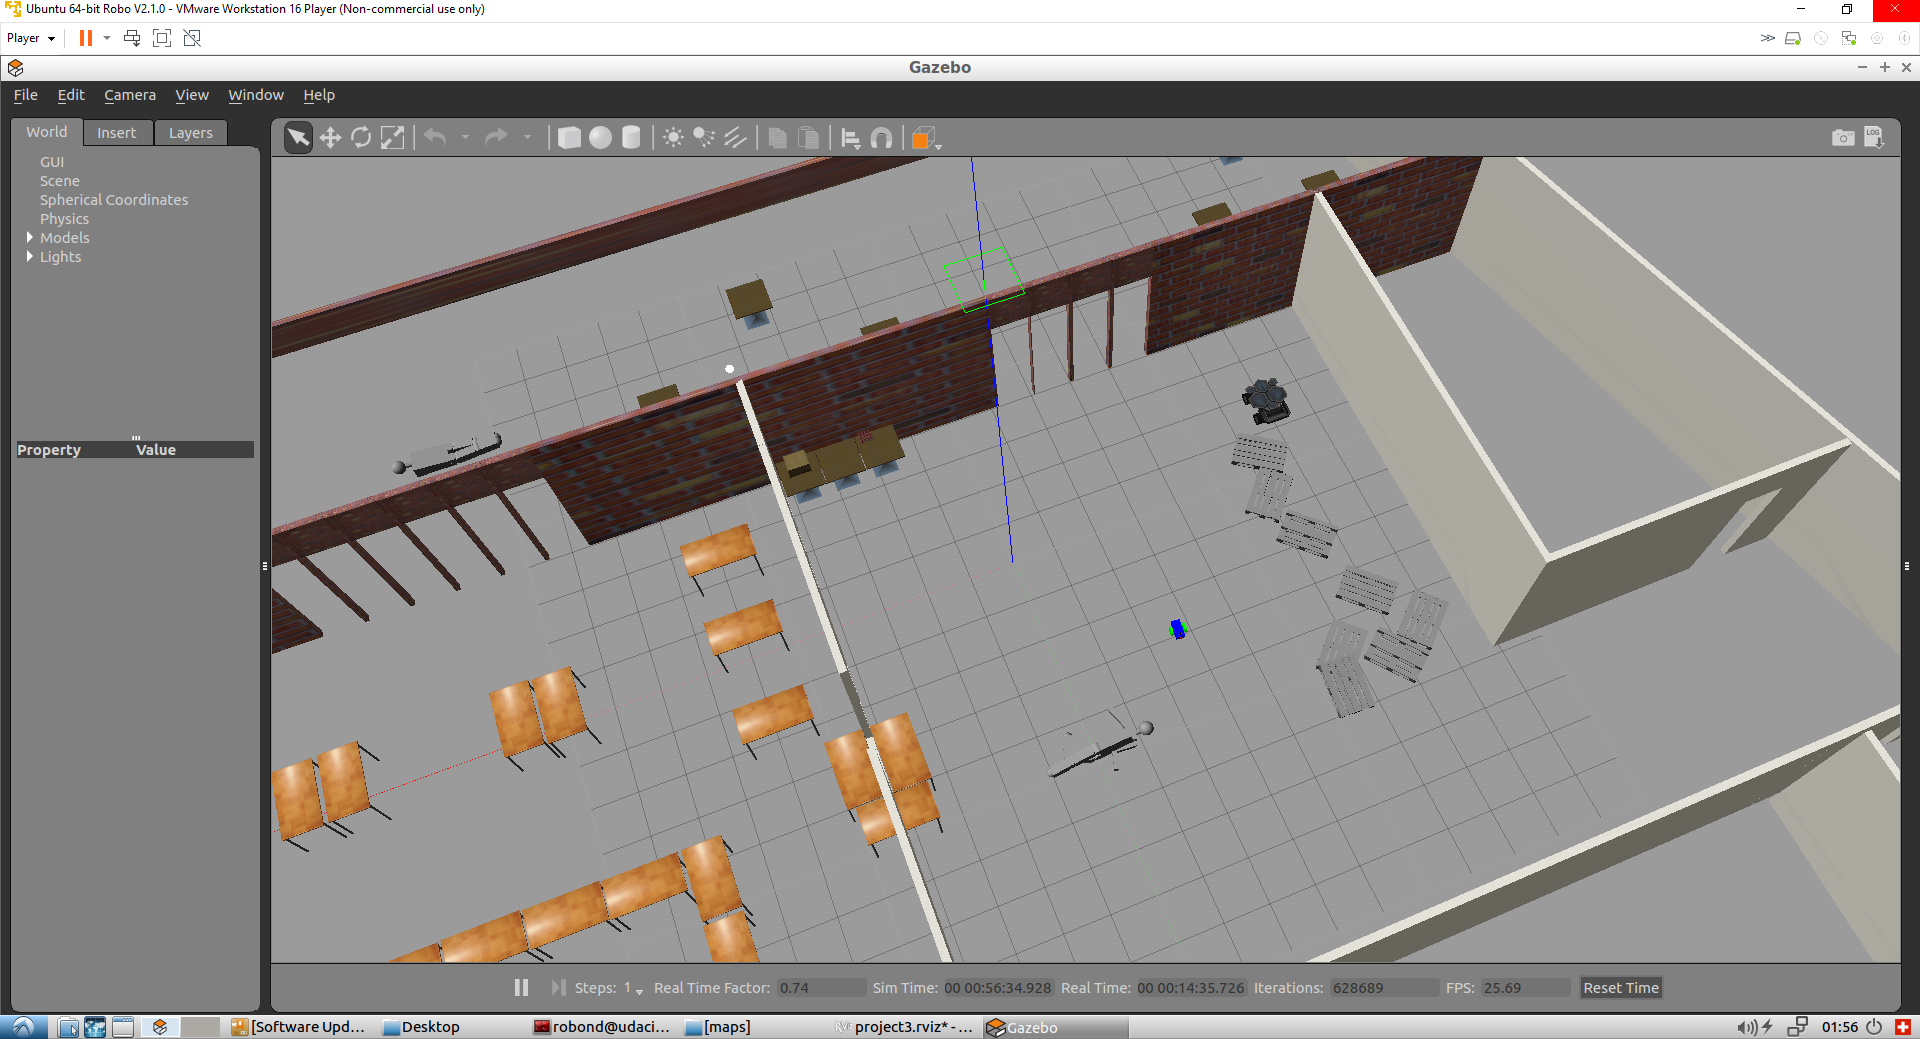 Ubuntu 64-bit Robo V2.1.0 - VMware Workstation 16 Player (Non-commercial use only)
Player
Gazebo
File Edit Camera View Window Help
World Insert Layers
LOG
GUI
Scene
Spherical Coordinates
Physics
Models
Lights
Property Value
Steps: 1 Real Time Factor: 0.74 Sim Time: 00 00:56:34.928 Real Time: 00 00:14:35.726 Iterations: 628689 FPS: 25.69 Reset Time
[Software Upd... Desktop robond@udaci... [maps] project3.rviz* - ... Gazebo 01:56